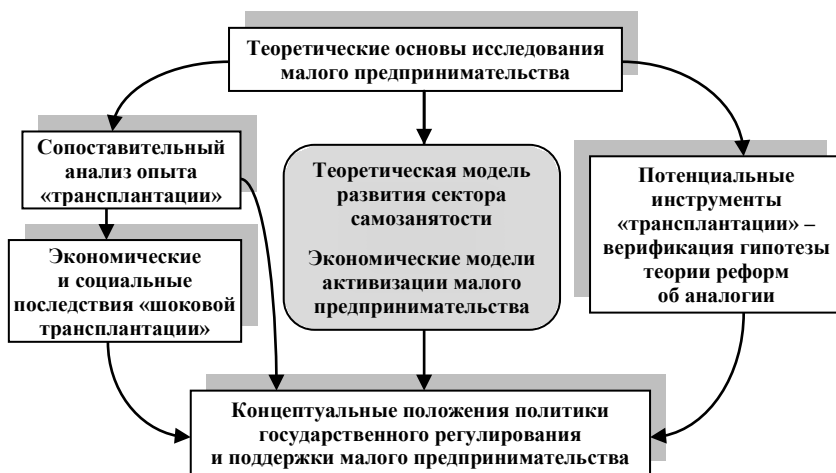 Теоретические основы исследования
малого предпринимательства
Сопоставительный
анализ опыта
«трансплантации»
Экономические
и социальные
последствия «шоковой
трансплантации»
Теоретическая модель
развития сектора
самозанятости
Экономические модели
активизации малого
предпринимательства
Потенциальные
инструменты
«трансплантации» –
верификация гипотезы
теории реформ
об аналогии
Концептуальные положения политики
государственного регулирования
и поддержки малого предпринимательства